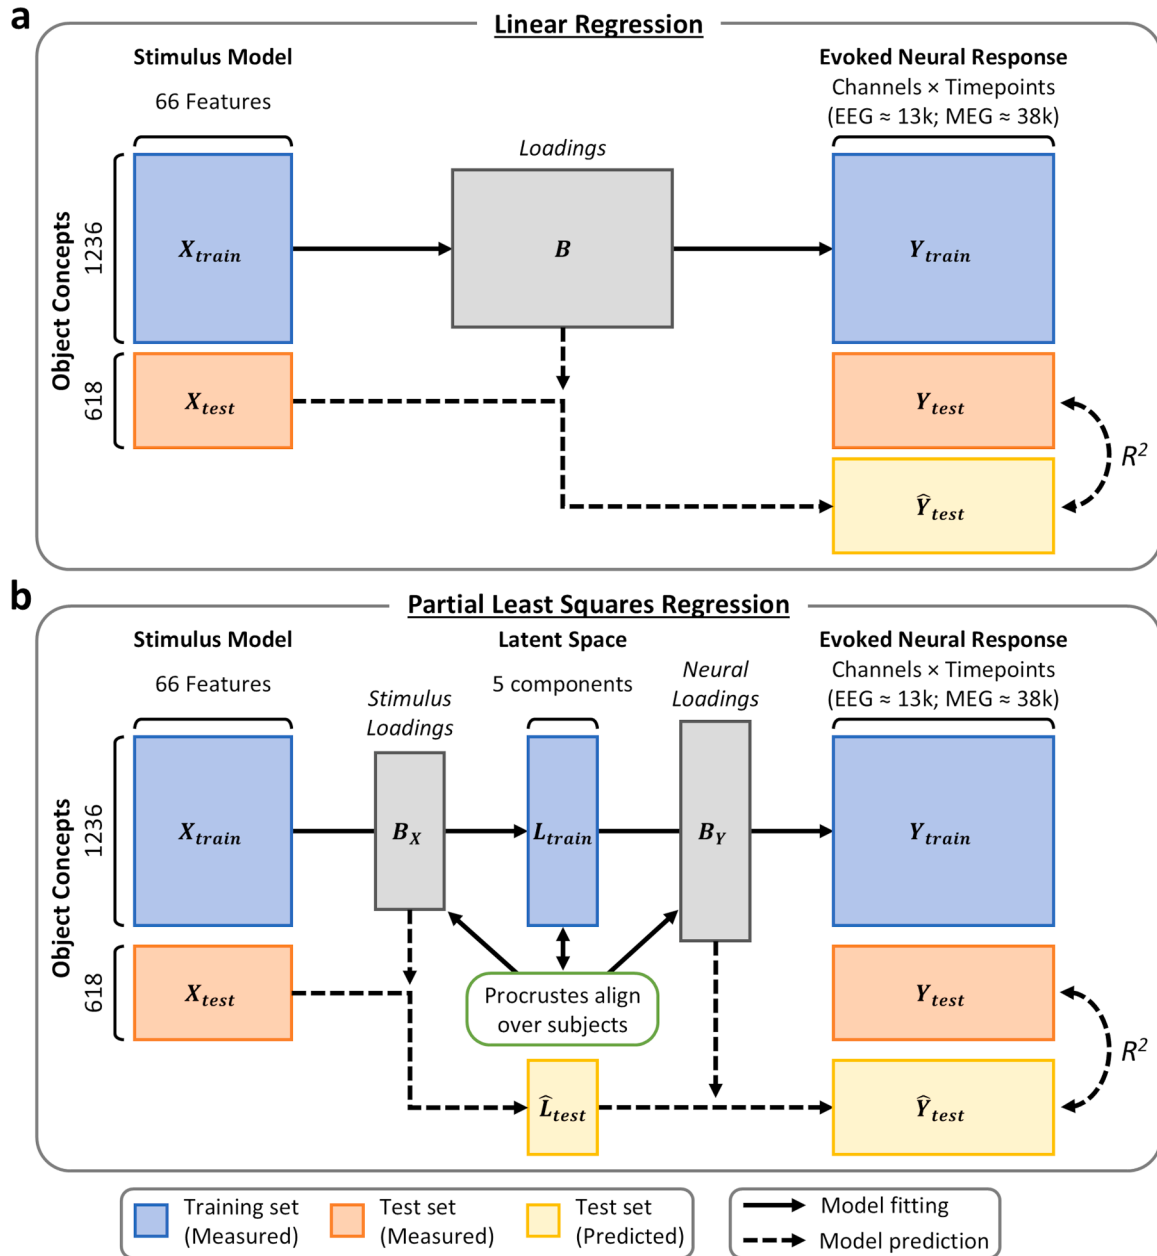 a
Linear Regression
Stimulus Model
Evoked Neural Response
66 Features
Channels × Timepoints
(EEG ≈ 13k; MEG ≈ 38k)
Loadings
Object Concepts
1236
618
X_train
B
Y_train
X_test
Y_test
R²
Ŷ_test
b
Partial Least Squares Regression
Stimulus Model
Latent Space
Evoked Neural Response
66 Features
Stimulus
Loadings
5 components
Neural
Loadings
Channels × Timepoints
(EEG ≈ 13k; MEG ≈ 38k)
Object Concepts
1236
618
X_train
B_X
L_train
B_Y
Y_train
X_test
Procrustes align
over subjects
Y_test
R²
L̂_test
Ŷ_test
Training set
(Measured)
Test set
(Measured)
Test set
(Predicted)
Model fitting
Model prediction